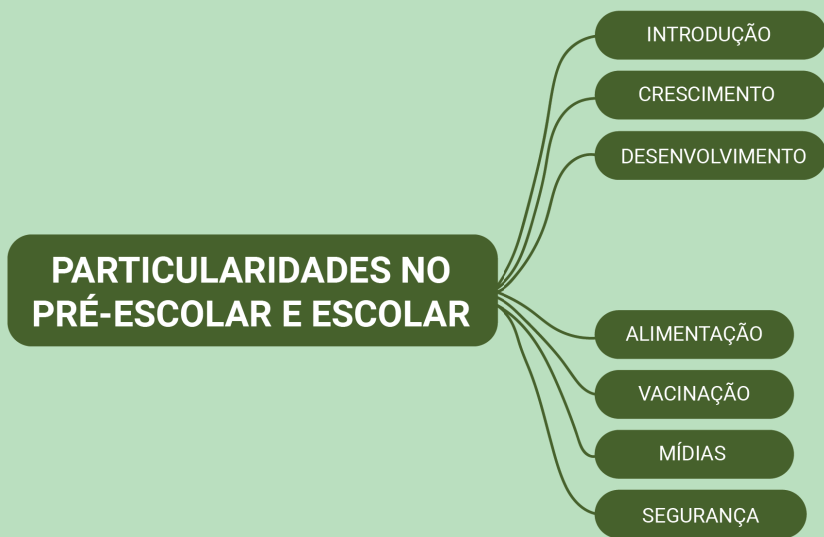 PARTICULARIDADES NO
PRÉ-ESCOLAR E ESCOLAR
INTRODUÇÃO
CRESCIMENTO
DESENVOLVIMENTO
ALIMENTAÇÃO
VACINAÇÃO
MÍDIAS
SEGURANÇA